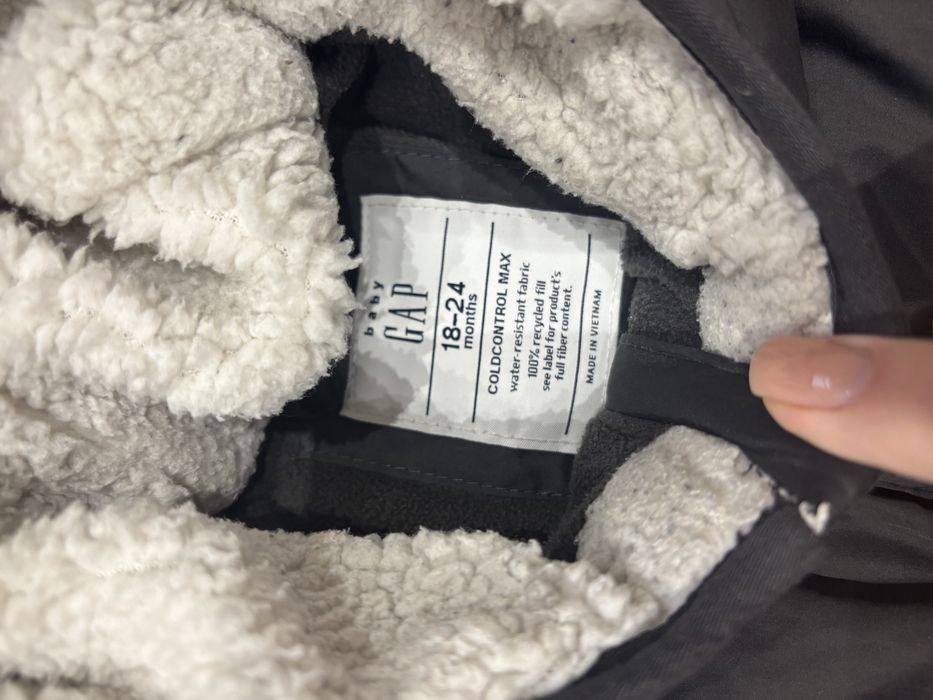 baby
GAP
18-24
months
COLDCONTROL MAX
water-resistant fabric
100% recycled fill
see label for product's
full fiber content.
MADE IN VIETNAM